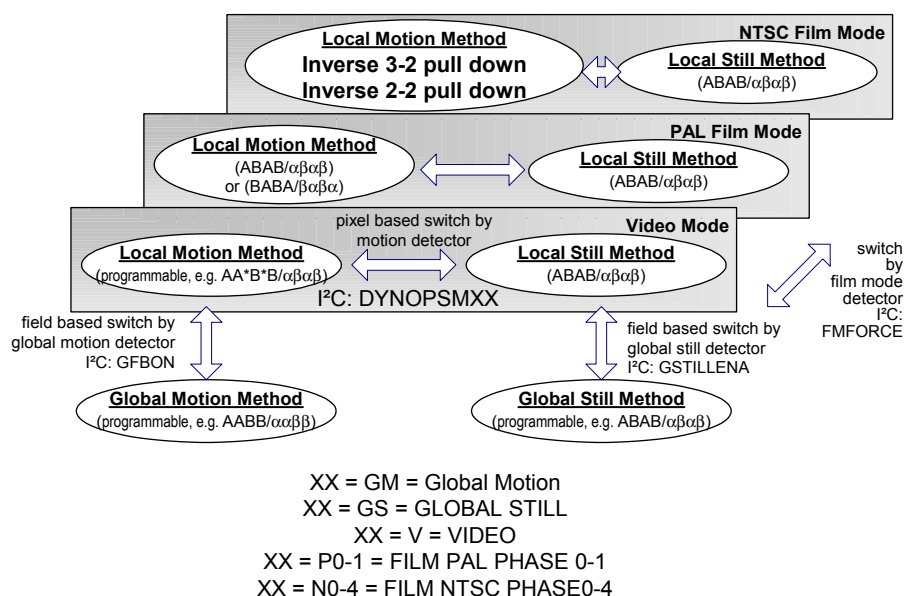 NTSC Film Mode
Local Motion Method
Inverse 3-2 pull down
Inverse 2-2 pull down
Local Still Method
(ABAB/αβαβ)
PAL Film Mode
Local Motion Method
(ABAB/αβαβ)
or (BABA/βαβα)
Local Still Method
(ABAB/αβαβ)
Video Mode
pixel based switch by
motion detector
Local Motion Method
(programmable, e.g. AA*B*B/αβαβ)
Local Still Method
(ABAB/αβαβ)
I²C: DYNOPSMXX
switch
by
film mode
detector
I²C:
FMFORCE
field based switch by
global motion detector
I²C: GFBON
field based switch by
global still detector
I²C: GSTILLENA
Global Motion Method
(programmable, e.g. AABB/ααββ)
Global Still Method
(programmable, e.g. ABAB/αβαβ)
XX = GM = Global Motion
XX = GS = GLOBAL STILL
XX = V = VIDEO
XX = P0-1 = FILM PAL PHASE 0-1
XX = N0-4 = FILM NTSC PHASE0-4